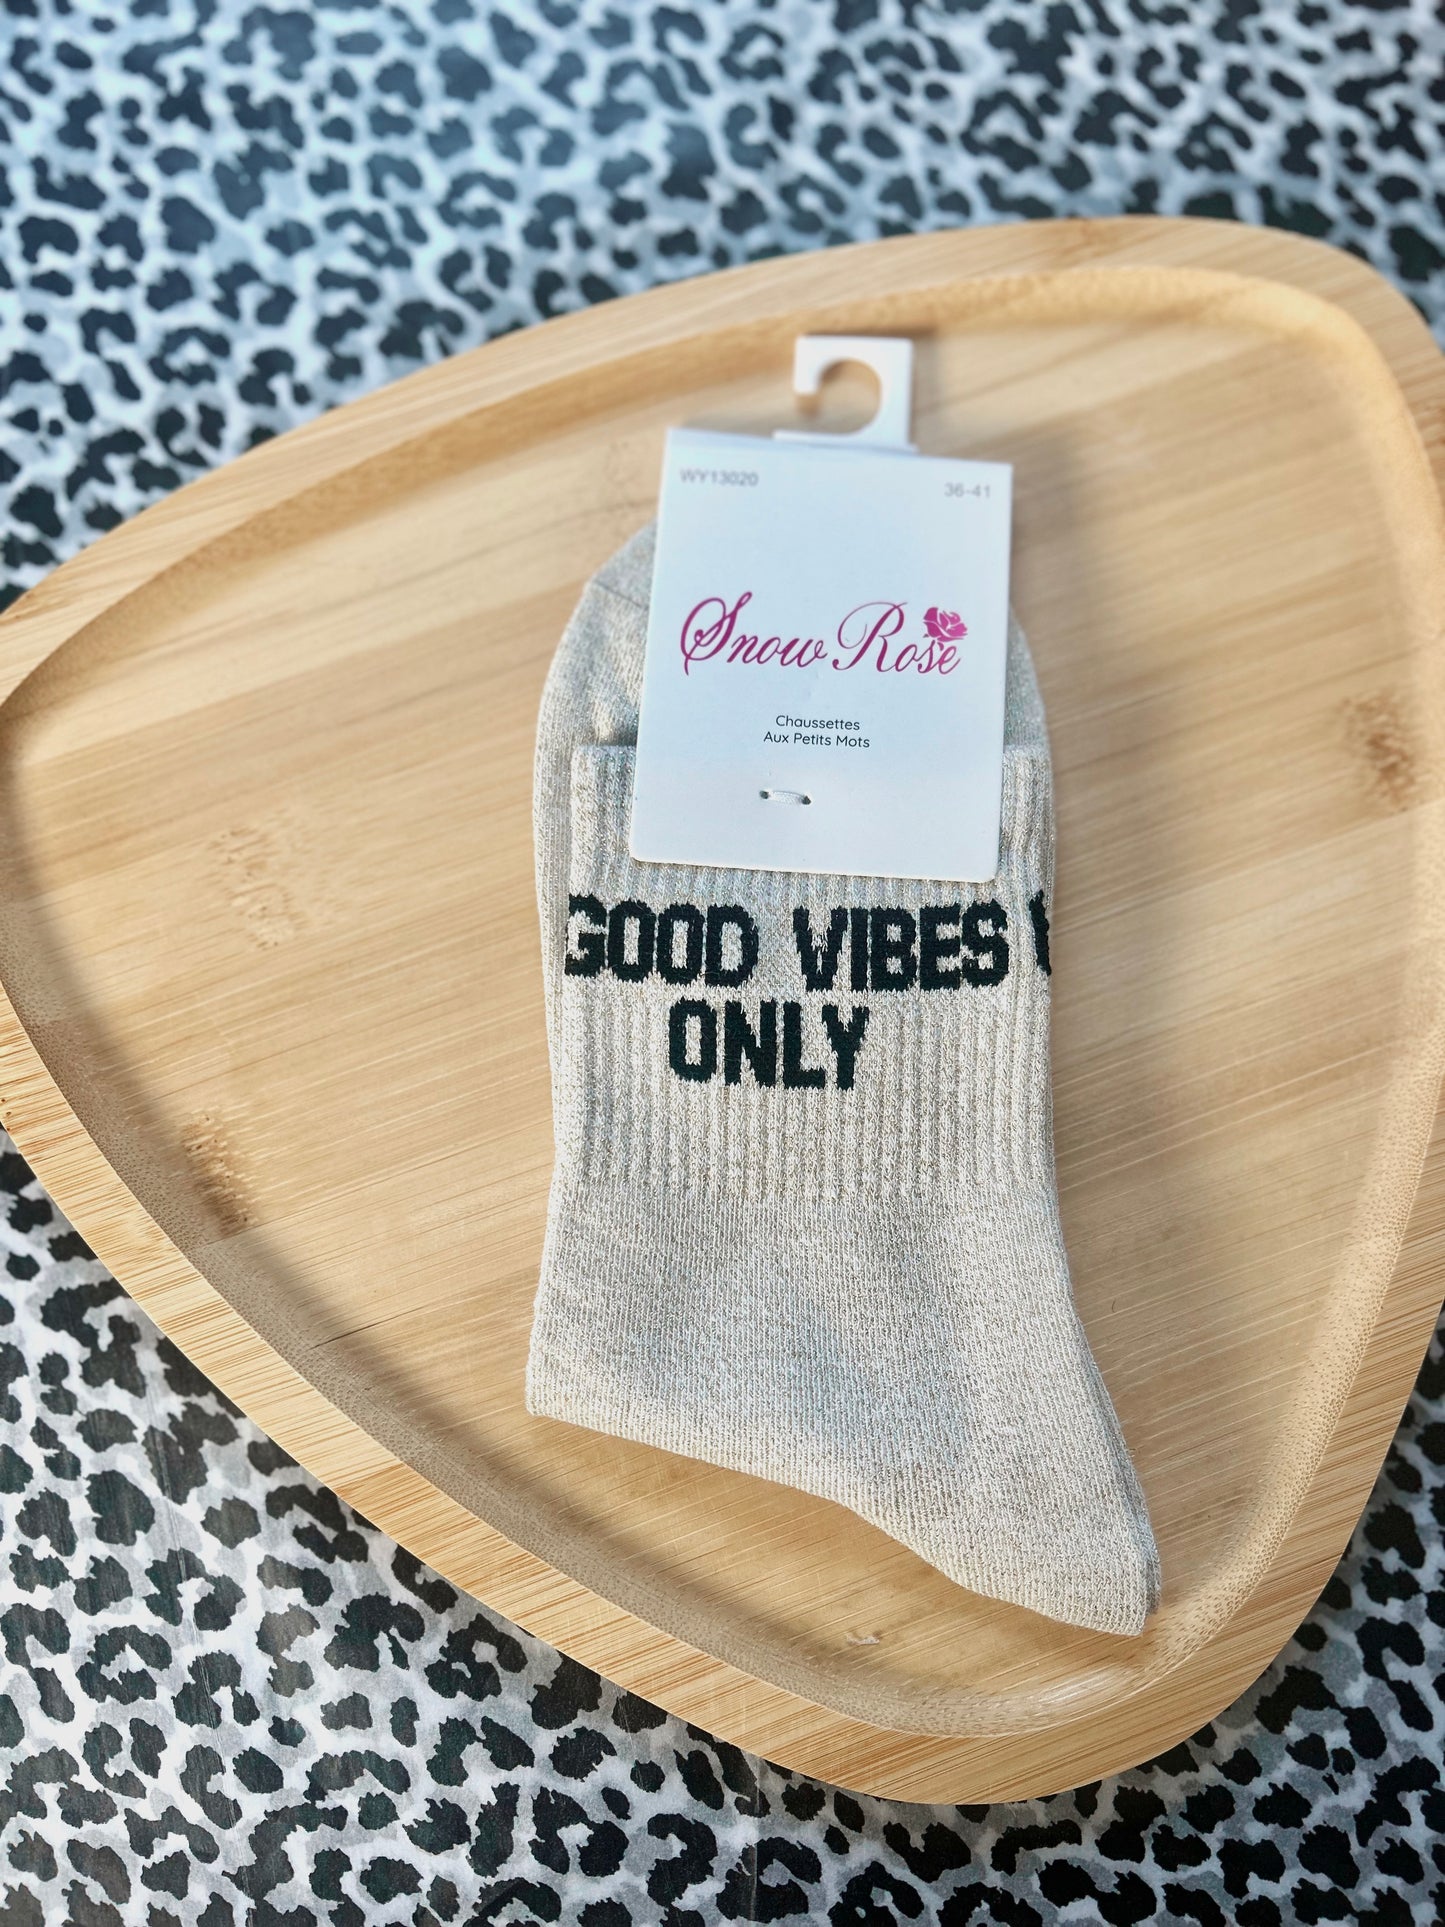 WY13020 36-41
Snow Rose
Chaussettes
Aux Petits Mots
GOOD VIBES
ONLY